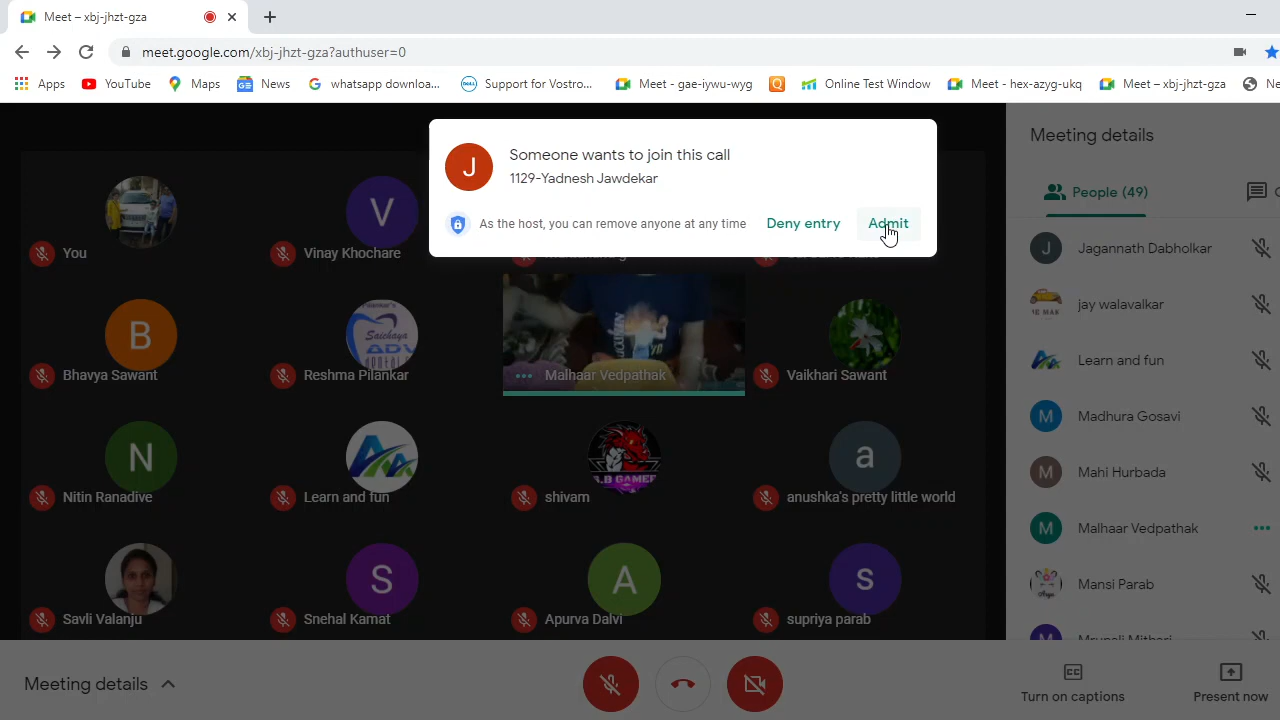 Meet – xbj-jhzt-gza
meet.google.com/xbj-jhzt-gza?authuser=0
Apps YouTube Maps News whatsapp downloa... Support for Vostro... Meet - gae-iywu-wyg Online Test Window Meet - hex-azyg-ukq Meet – xbj-jhzt-gza Ne
Someone wants to join this call
J
1129-Yadnesh Jawdekar
As the host, you can remove anyone at any time Deny entry Admit
Meeting details
People (49)
You
V
Vinay Khochare
B
Bhavya Sawant
Saichaya
Reshma Pilankar
Malhaar Vedpathak
Vaikhari Sawant
N
Nitin Ranadive
Learn and fun
S.B GAMER
shivam
a
anushka's pretty little world
Savli Valanju
S
Snehal Kamat
A
Apurva Dalvi
s
supriya parab
J Jagannath Dabholkar
jay walavalkar
Learn and fun
M Madhura Gosavi
M Mahi Hurbada
M Malhaar Vedpathak
Mansi Parab
M Mrunali Mithari
Meeting details
Turn on captions
Present now